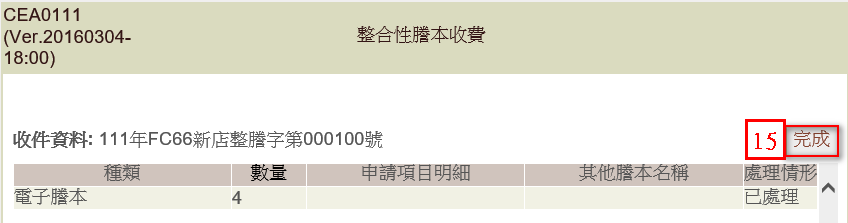 CEA0111
(Ver.20160304-
18:00)
整合性謄本收費
收件資料: 111年FC66新店整謄字第000100號
15 完成
種類 數量 申請項目明細 其他謄本名稱 處理情形
電子謄本 4 已處理